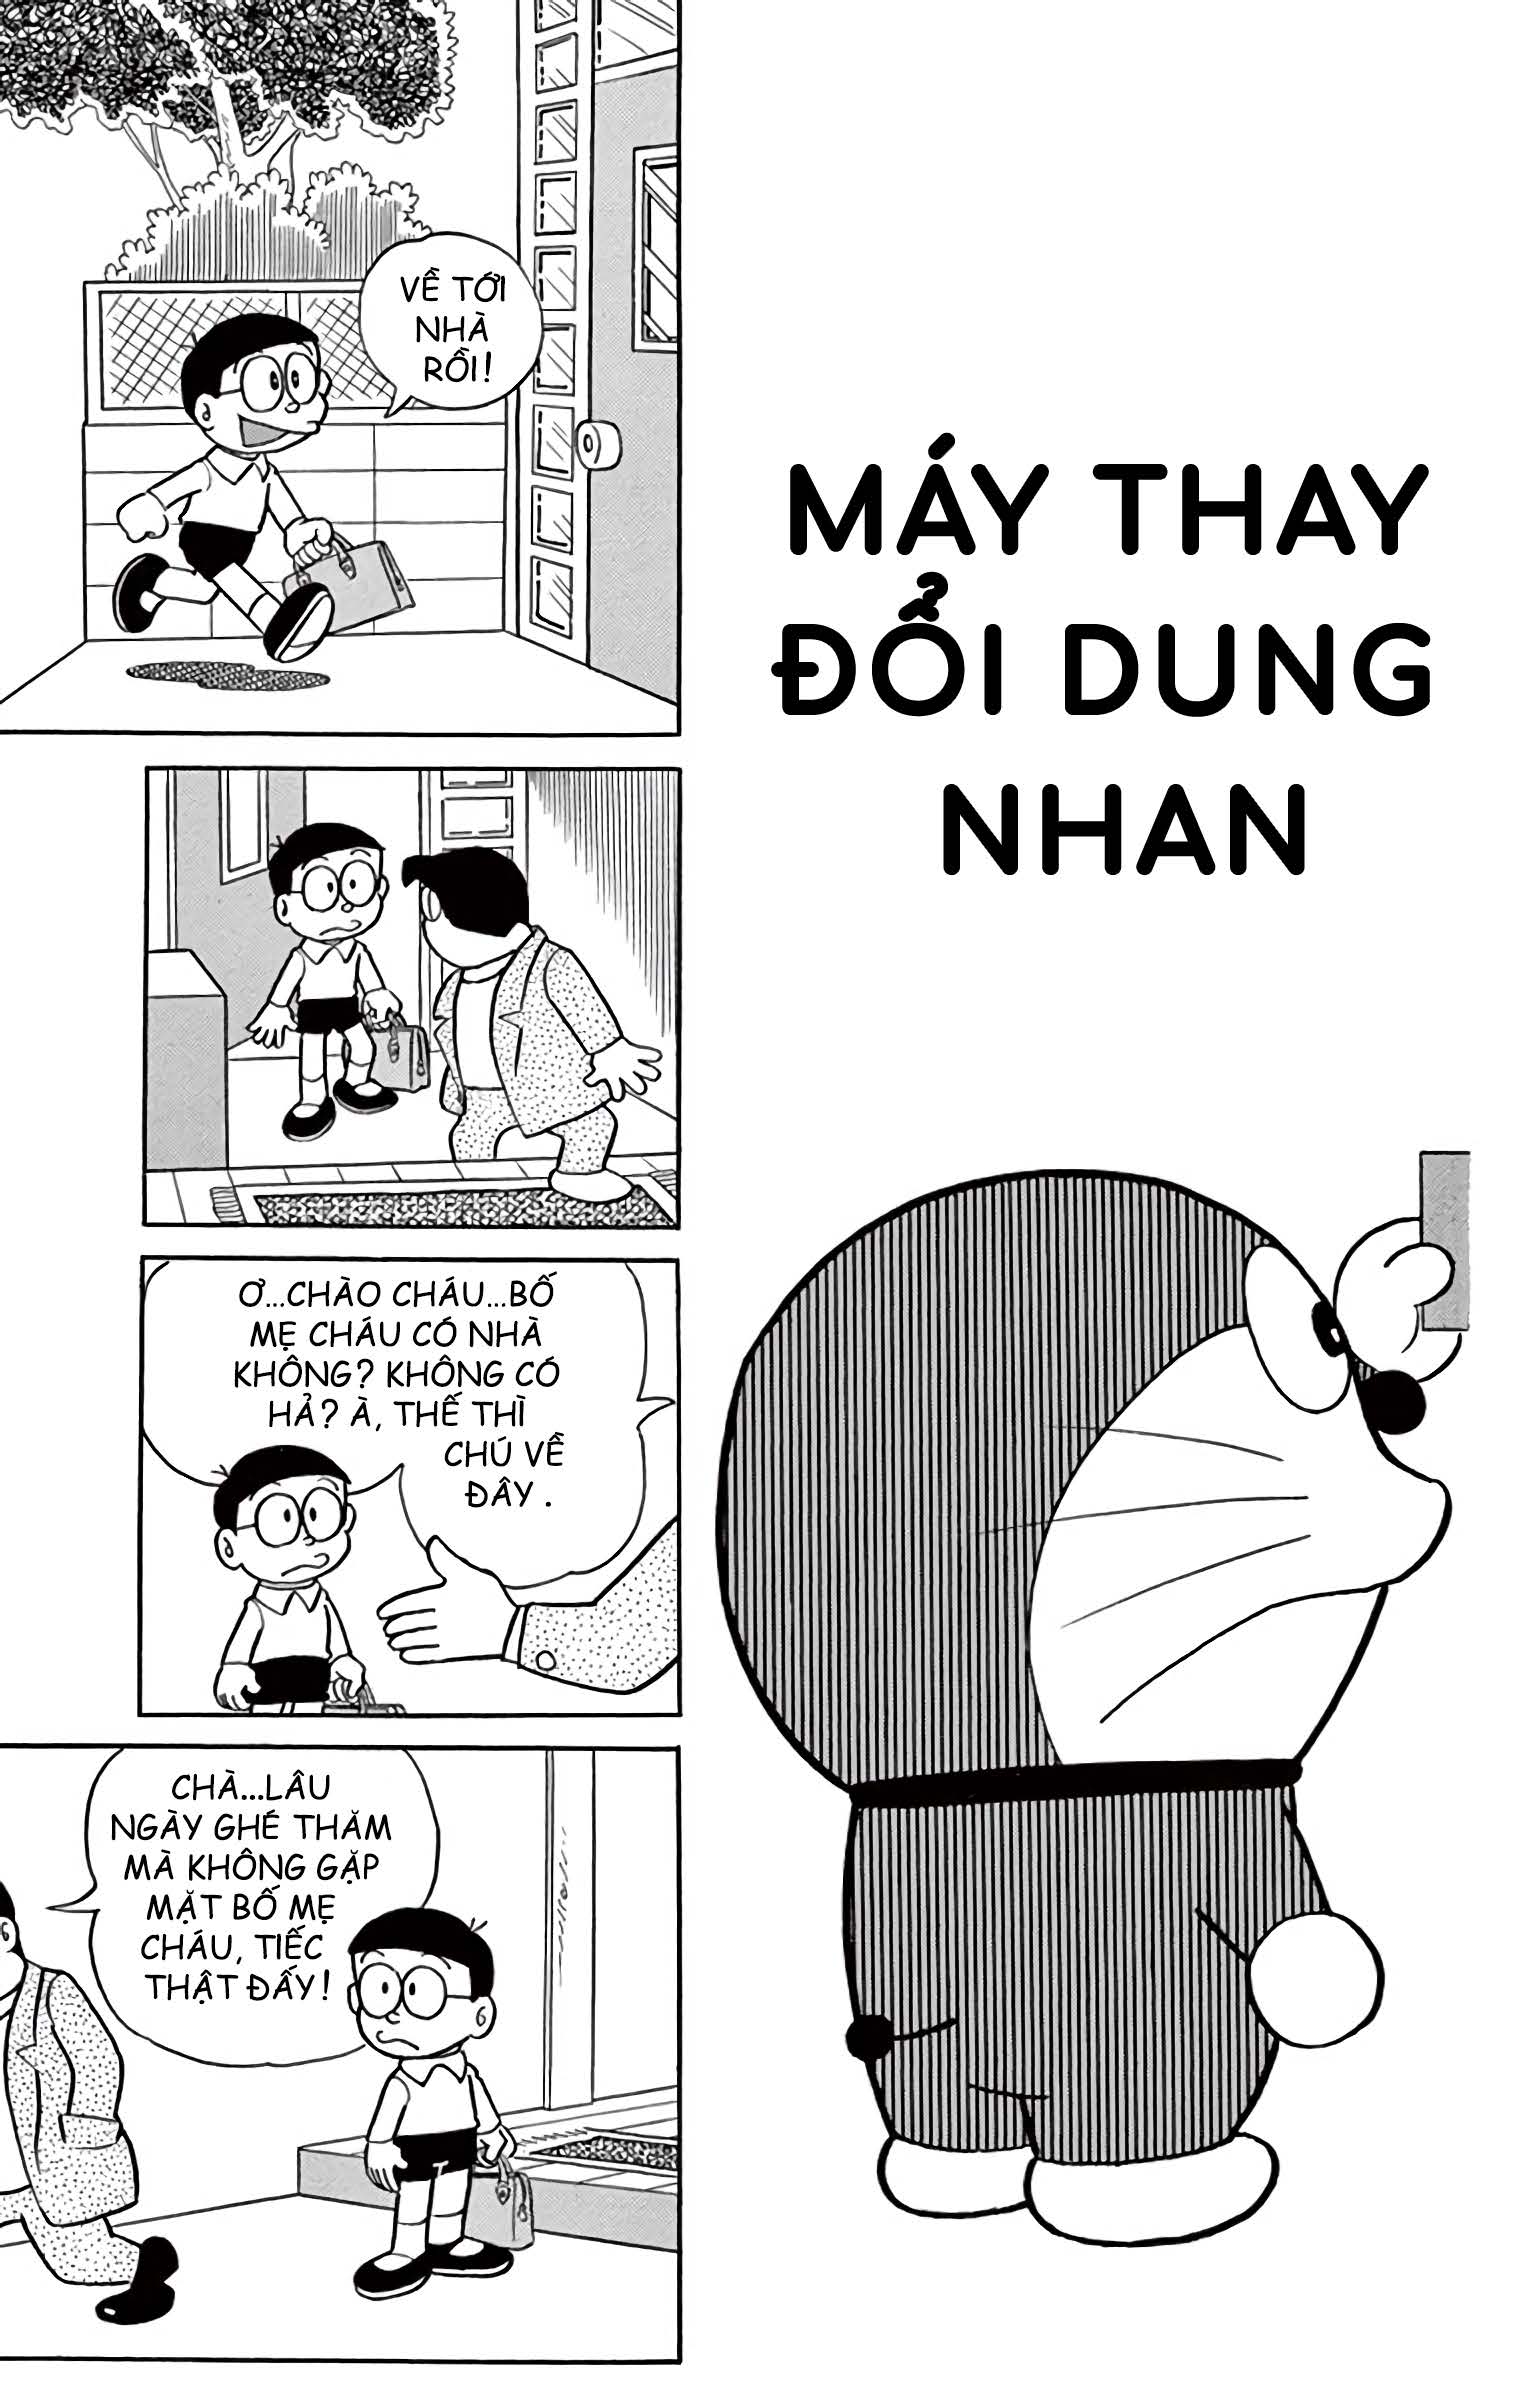 MÁY THAY
ĐỔI DUNG
NHAN
VỀ TỚI
NHÀ
RỒI!
Ơ...CHÀO CHÁU...BỐ
MẸ CHÁU CÓ NHÀ
KHÔNG? KHÔNG CÓ
HẢ? À, THẾ THÌ
CHÚ VỀ
ĐÂY .
CHÀ...LÂU
NGÀY GHÉ THĂM
MÀ KHÔNG GẶP
MẶT BỐ MẸ
CHÁU, TIẾC
THẬT ĐẤY!